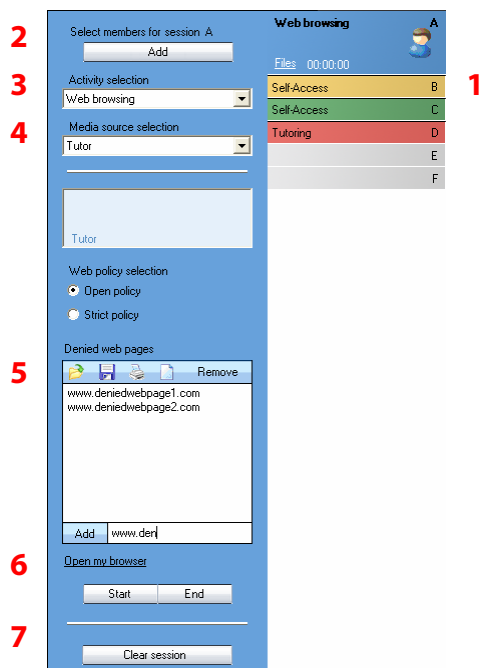 2
Select members for session A
Add
3
Activity selection
Web browsing
4
Media source selection
Tutor
Tutor
Web policy selection
Open policy
Strict policy
Denied web pages
5
Remove
www.deniedwebpage1.com
www.deniedwebpage2.com
Add www.den
6
Open my browser
Start End
7
Clear session
Web browsing A
Files 00:00:00
1
Self-Access B
Self-Access C
Tutoring D
E
F